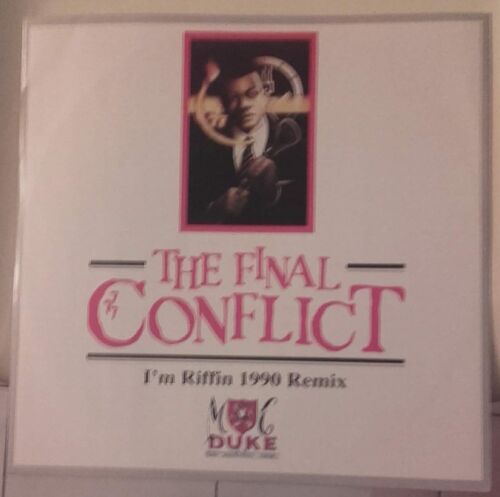 THE FINAL
CONFLICT
I'm Riffin 1990 Remix
MC
DUKE